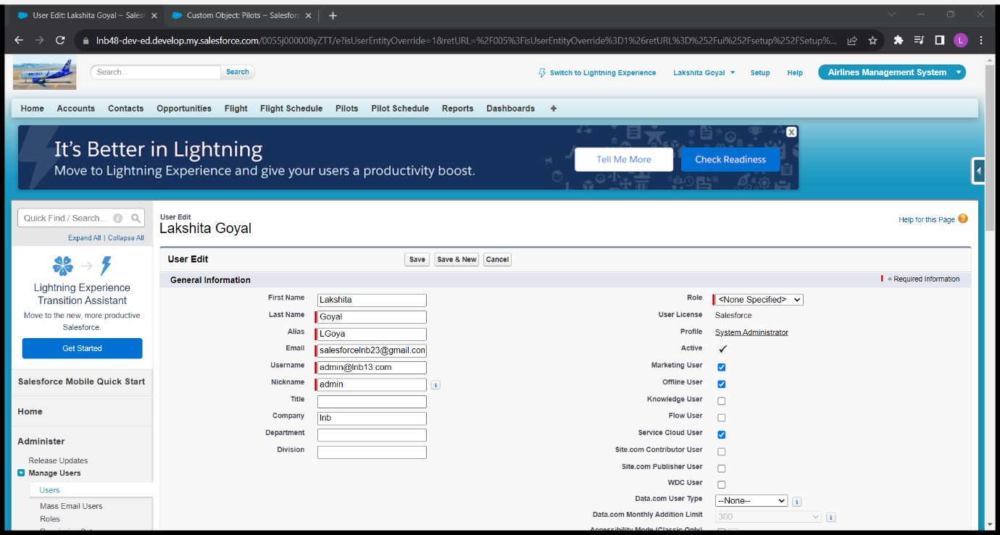 User Edit: Lakshita Goyal ~ Salesf
Custom Object: Pilots ~ Salesforc
lnb48-dev-ed.develop.my.salesforce.com/0055j000008yZTT/e?isUserEntityOverride=1&retURL=%2F005%3FisUserEntityOverride%3D1%26retURL%3D%252Fui%252Fsetup%252FSetup%...
L
Search...
Search
Switch to Lightning Experience
Lakshita Goyal
Setup
Help
Airlines Management System
Home Accounts Contacts Opportunities Flight Flight Schedule Pilots Pilot Schedule Reports Dashboards +
It's Better in Lightning
Move to Lightning Experience and give your users a productivity boost.
Tell Me More
Check Readiness
X
Quick Find / Search...
Expand All | Collapse All
Lightning Experience
Transition Assistant
Move to the new, more productive
Salesforce.
Get Started
Salesforce Mobile Quick Start
Home
Administer
Release Updates
Manage Users
Users
Mass Email Users
Roles
User Edit
Lakshita Goyal
Help for this Page ?
User Edit
Save
Save & New
Cancel
General Information
= Required Information
First Name Lakshita
Last Name Goyal
Alias LGoya
Email salesforcelnb23@gmail.con
Username admin@lnb13.com
Nickname admin
Title
Company lnb
Department
Division
Role <None Specified>
User License Salesforce
Profile System Administrator
Active
Marketing User
Offline User
Knowledge User
Flow User
Service Cloud User
Site.com Contributor User
Site.com Publisher User
WDC User
Data.com User Type --None--
Data.com Monthly Addition Limit 300
Accessibility Mode (Classic Only)